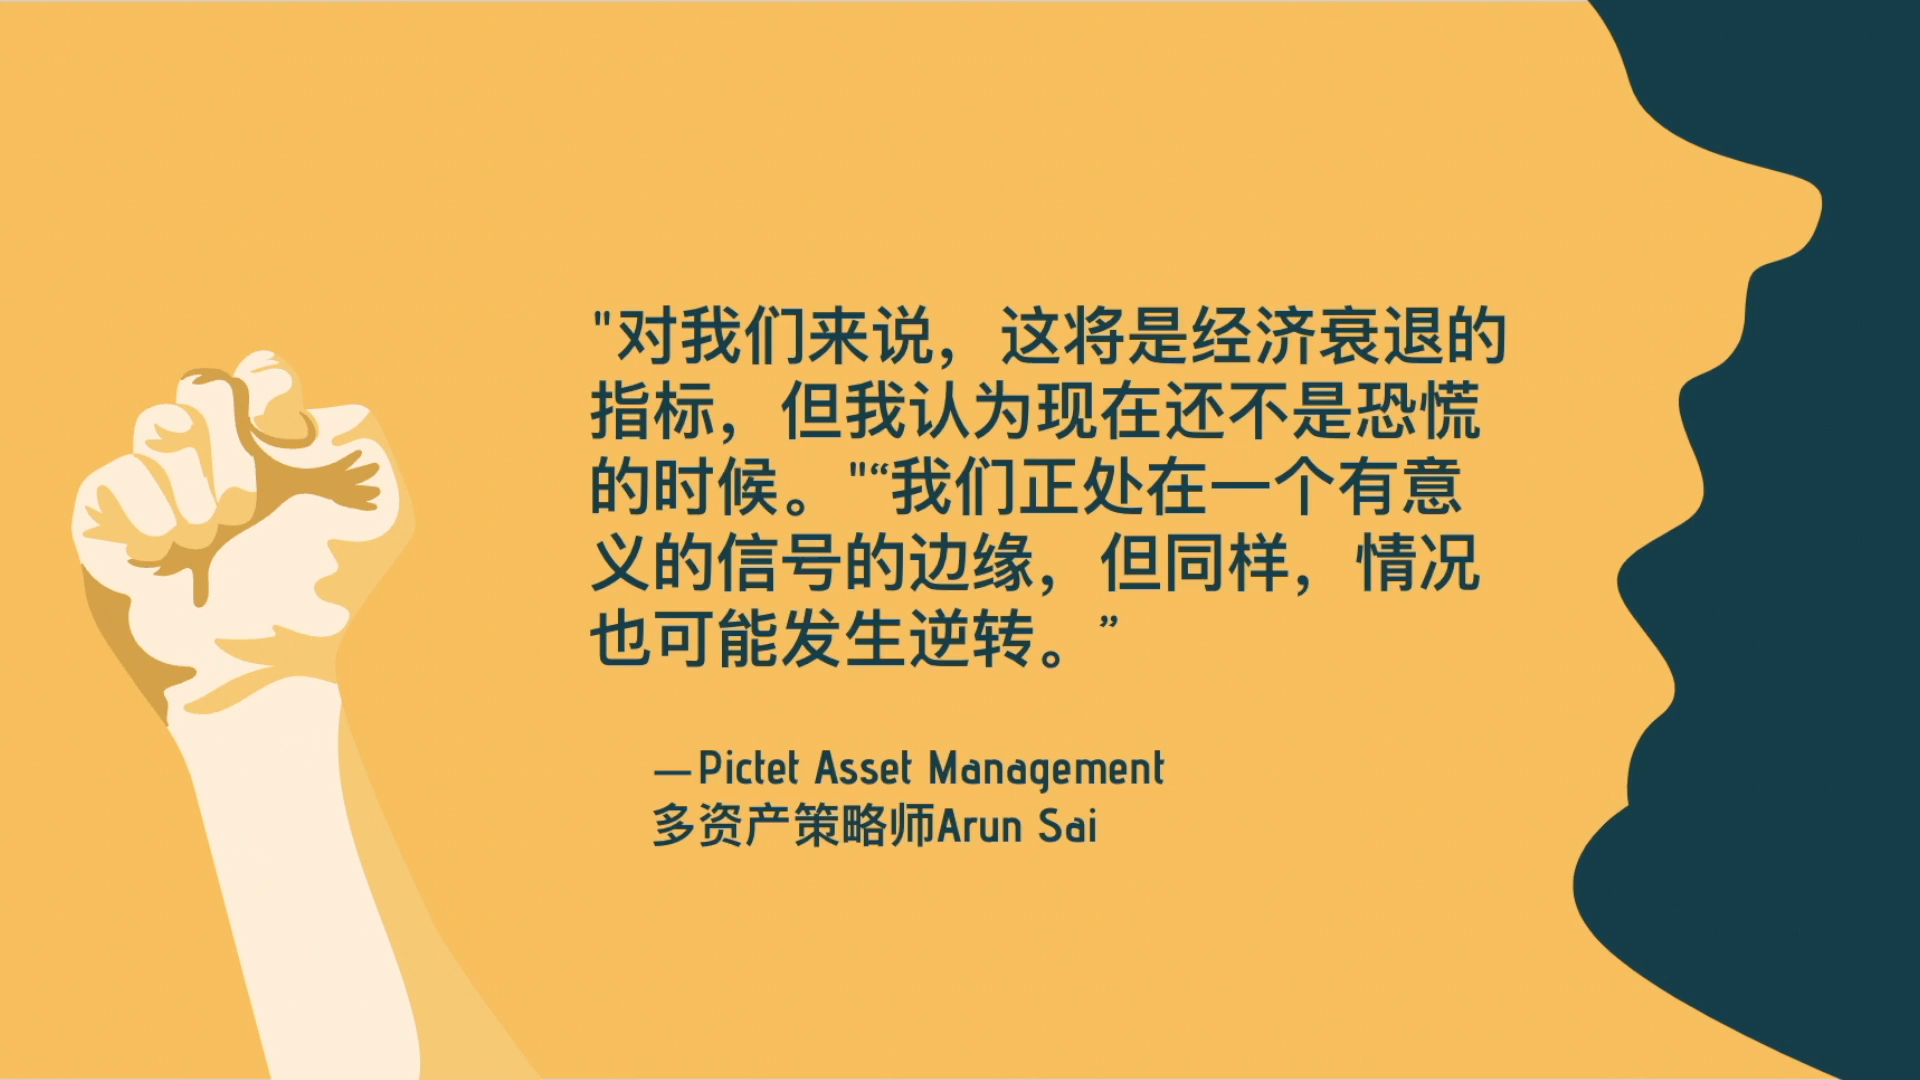 "对我们来说，这将是经济衰退的
指标，但我认为现在还不是恐慌
的时候。"“我们正处在一个有意
义的信号的边缘，但同样，情况
也可能发生逆转。”
—Pictet Asset Management
多资产策略师Arun Sai